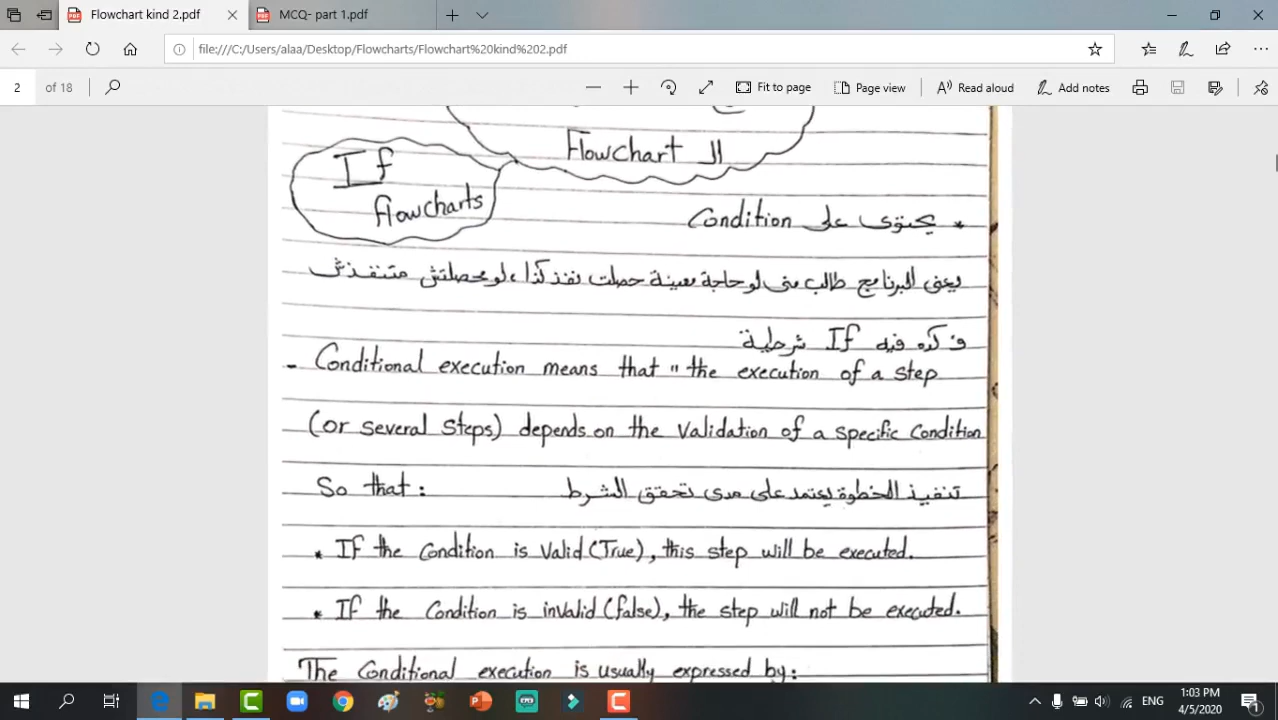 Flowchart kind 2.pdf
MCQ- part 1.pdf
file:///C:/Users/alaa/Desktop/Flowcharts/Flowchart%20kind%202.pdf
2 of 18
Fit to page
Page view
Read aloud
Add notes
Flowchart ال
If
flowcharts
* يحتوى على Condition
يعنى البرنامج طالب منى لو حاجة معينة حصلت نفذ كذا، لو محصلتش متنفذش
ف كده فيه If شرطية
- Conditional execution means that " the execution of a step
(or several steps) depends on the validation of a specific Condition
So that: تنفيذ الخطوة يعتمد على مدى تحقق الشرط
* If the Condition is Valid (True), this step will be executed.
* If the Condition is invalid (false), the step will not be executed.
The Conditional execution is usually expressed by:
ENG
1:03 PM
4/5/2020